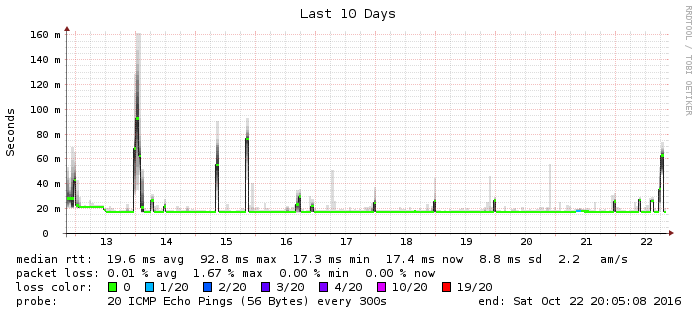 Last 10 Days
RRDTOOL / TOBI OETIKER
Seconds
160 m
140 m
120 m
100 m
80 m
60 m
40 m
20 m
0
13 14 15 16 17 18 19 20 21 22
median rtt: 19.6 ms avg 92.8 ms max 17.3 ms min 17.4 ms now 8.8 ms sd 2.2 am/s
packet loss: 0.01 % avg 1.67 % max 0.00 % min 0.00 % now
loss color: 0 1/20 2/20 3/20 4/20 10/20 19/20
probe: 20 ICMP Echo Pings (56 Bytes) every 300s end: Sat Oct 22 20:05:08 2016